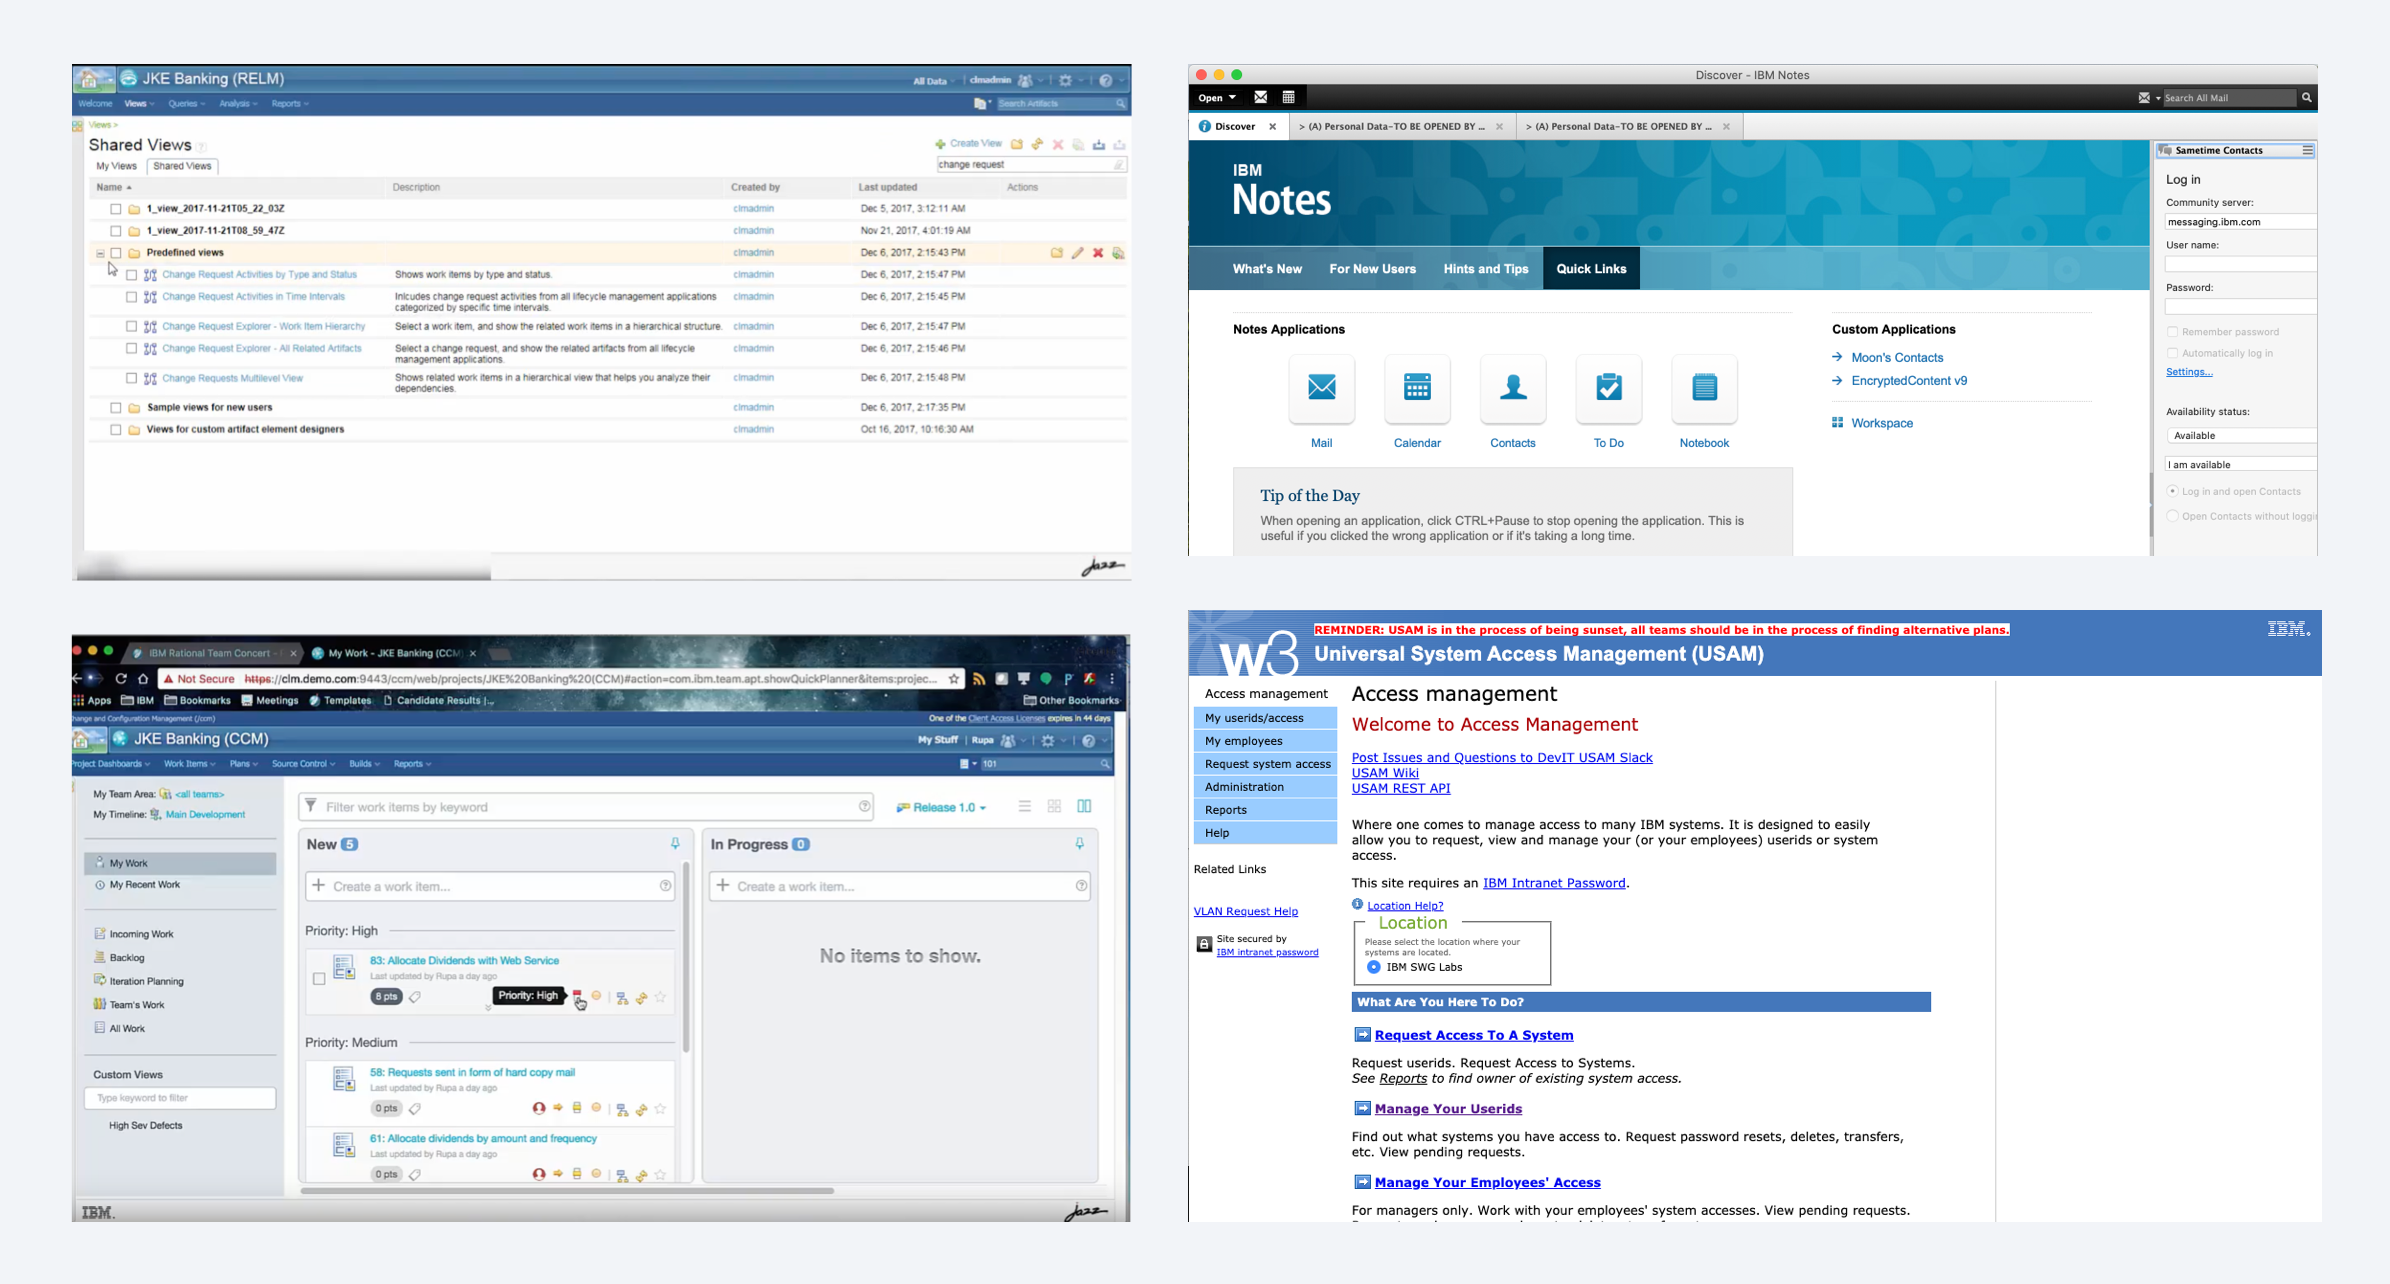 JKE Banking (RELM)
All Data clmadmin
Welcome Views Queries Analysis Reports
Search Artifacts
Views >
Shared Views
Create View
My Views Shared Views
change request
Name Description Created by Last updated Actions
1_view_2017-11-21T05_22_03Z clmadmin Dec 5, 2017, 3:12:11 AM
1_view_2017-11-21T08_59_47Z clmadmin Nov 21, 2017, 4:01:19 AM
Predefined views clmadmin Dec 6, 2017, 2:15:43 PM
Change Request Activities by Type and Status Shows work items by type and status. clmadmin Dec 6, 2017, 2:15:47 PM
Change Request Activities in Time Intervals Inlcudes change request activities from all lifecycle management applications clmadmin Dec 6, 2017, 2:15:45 PM
categorized by specific time intervals.
Change Request Explorer - Work Item Hierarchy Select a work item, and show the related work items in a hierarchical structure. clmadmin Dec 6, 2017, 2:15:47 PM
Change Request Explorer - All Related Artifacts Select a change request, and show the related artifacts from all lifecycle clmadmin Dec 6, 2017, 2:15:46 PM
management applications.
Change Requests Multilevel View Shows related work items in a hierarchical view that helps you analyze their clmadmin Dec 6, 2017, 2:15:48 PM
dependencies.
Sample views for new users clmadmin Dec 6, 2017, 2:17:35 PM
Views for custom artifact element designers clmadmin Oct 16, 2017, 10:16:30 AM
Jazz
Discover - IBM Notes
Open
Search All Mail
Discover
> (A) Personal Data-TO BE OPENED BY ...
> (A) Personal Data-TO BE OPENED BY ...
IBM
Notes
What's New For New Users Hints and Tips Quick Links
Notes Applications
Mail Calendar Contacts To Do Notebook
Custom Applications
Moon's Contacts
EncryptedContent v9
Workspace
Tip of the Day
When opening an application, click CTRL+Pause to stop opening the application. This is
useful if you clicked the wrong application or if it's taking a long time.
Sametime Contacts
Log in
Community server:
messaging.ibm.com
User name:
Password:
Remember password
Automatically log in
Settings...
Availability status:
Available
I am available
Log in and open Contacts
Open Contacts without loggi
IBM Rational Team Concert -
My Work - JKE Banking (CCM)
Not Secure https://clm.demo.com:9443/ccm/web/projects/JKE%20Banking%20(CCM)#action=com.ibm.team.apt.showQuickPlanner&items:projec...
Apps IBM Bookmarks Meetings Templates Candidate Results |... Other Bookmarks
hange and Configuration Management (/ccm) One of the Client Access Licenses expires in 44 days
JKE Banking (CCM)
My Stuff Rupa
Project Dashboards Work Items Plans Source Control Builds Reports
101
My Team Area: <all teams>
My Timeline: Main Development
My Work
My Recent Work
Incoming Work
Backlog
Iteration Planning
Team's Work
All Work
Custom Views
Type keyword to filter
High Sev Defects
Filter work items by keyword
Release 1.0
New 5
Create a work item...
Priority: High
83: Allocate Dividends with Web Service
Last updated by Rupa a day ago
8 pts
Priority: High
Priority: Medium
58: Requests sent in form of hard copy mail
Last updated by Rupa a day ago
0 pts
61: Allocate dividends by amount and frequency
Last updated by Rupa a day ago
0 pts
In Progress 0
Create a work item...
No items to show.
IBM.
Jazz
REMINDER: USAM is in the process of being sunset, all teams should be in the process of finding alternative plans.
w3
Universal System Access Management (USAM)
IBM.
Access management
My userids/access
My employees
Request system access
Administration
Reports
Help
Related Links
VLAN Request Help
Site secured by
IBM intranet password
Access management
Welcome to Access Management
Post Issues and Questions to DevIT USAM Slack
USAM Wiki
USAM REST API
Where one comes to manage access to many IBM systems. It is designed to easily
allow you to request, view and manage your (or your employees) userids or system
access.
This site requires an IBM Intranet Password.
Location Help?
Location
Please select the location where your
systems are located.
IBM SWG Labs
What Are You Here To Do?
Request Access To A System
Request userids. Request Access to Systems.
See Reports to find owner of existing system access.
Manage Your Userids
Find out what systems you have access to. Request password resets, deletes, transfers,
etc. View pending requests.
Manage Your Employees' Access
For managers only. Work with your employees' system accesses. View pending requests.